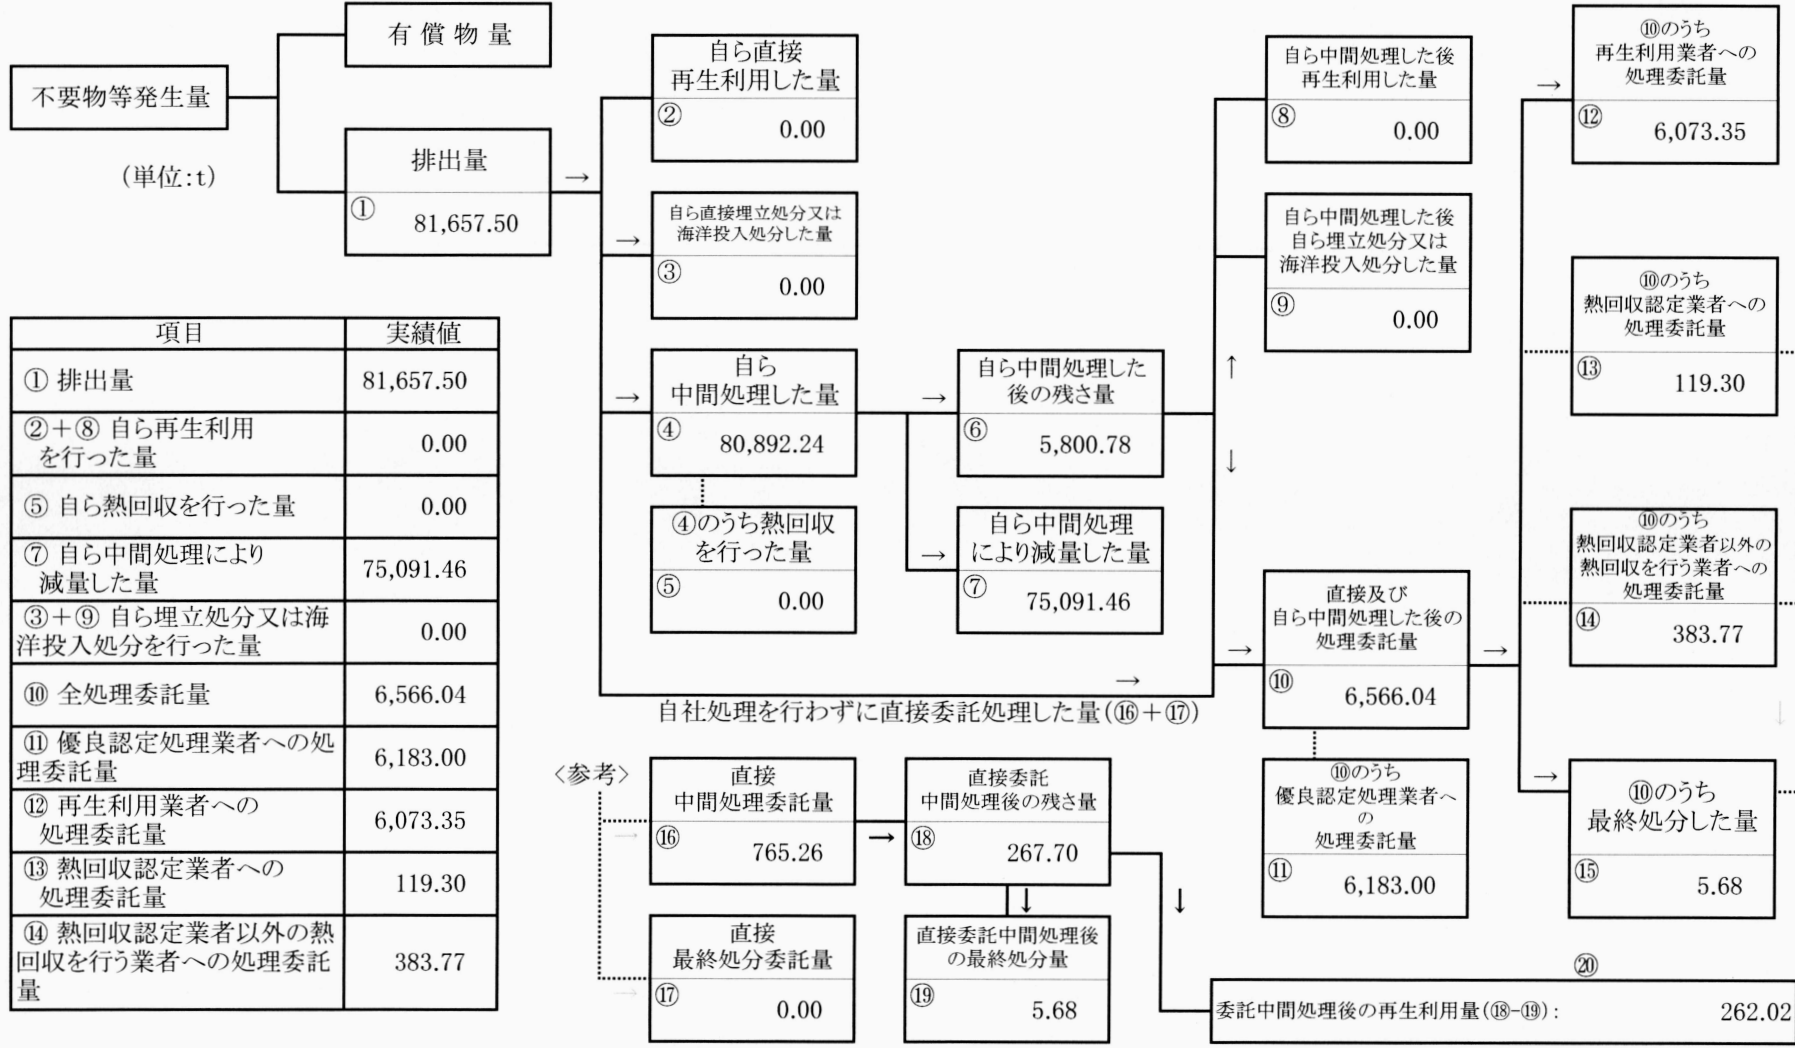 不要物等発生量
(単位:t)
有償物量
排出量
①
81,657.50
→
自ら直接
再生利用した量
②
0.00
→
自ら直接埋立処分又は
海洋投入処分した量
③
0.00
→
自ら
中間処理した量
④
80,892.24
④のうち熱回収
を行った量
⑤
0.00
→
自ら中間処理した
後の残さ量
⑥
5,800.78
→
自ら中間処理
により減量した量
⑦
75,091.46
→
自社処理を行わずに直接委託処理した量(⑯+⑰)
↑
↓
自ら中間処理した後
再生利用した量
⑧
0.00
自ら中間処理した後
自ら埋立処分又は
海洋投入処分した量
⑨
0.00
→
直接及び
自ら中間処理した後の
処理委託量
⑩
6,566.04
→
⑩のうち
優良認定処理業者へ
の
処理委託量
⑪
6,183.00
→
⑩のうち
再生利用業者への
処理委託量
⑫
6,073.35
⑩のうち
熱回収認定業者への
処理委託量
⑬
119.30
⑩のうち
熱回収認定業者以外の
熱回収を行う業者への
処理委託量
⑭
383.77
↓
→
⑩のうち
最終処分した量
⑮
5.68
項目 実績値
① 排出量 81,657.50
②+⑧ 自ら再生利用
を行った量 0.00
⑤ 自ら熱回収を行った量 0.00
⑦ 自ら中間処理により
減量した量 75,091.46
③+⑨ 自ら埋立処分又は海
洋投入処分を行った量 0.00
⑩ 全処理委託量 6,566.04
⑪ 優良認定処理業者への処
理委託量 6,183.00
⑫ 再生利用業者への
処理委託量 6,073.35
⑬ 熱回収認定業者への
処理委託量 119.30
⑭ 熱回収認定業者以外の熱
回収を行う業者への処理委託
量 383.77
〈参考〉
→
直接
中間処理委託量
⑯
765.26
→
直接委託
中間処理後の残さ量
⑱
267.70
↓
↓
→
直接
最終処分委託量
⑰
0.00
直接委託中間処理後
の最終処分量
⑲
5.68
⑳
委託中間処理後の再生利用量(⑱-⑲): 262.02